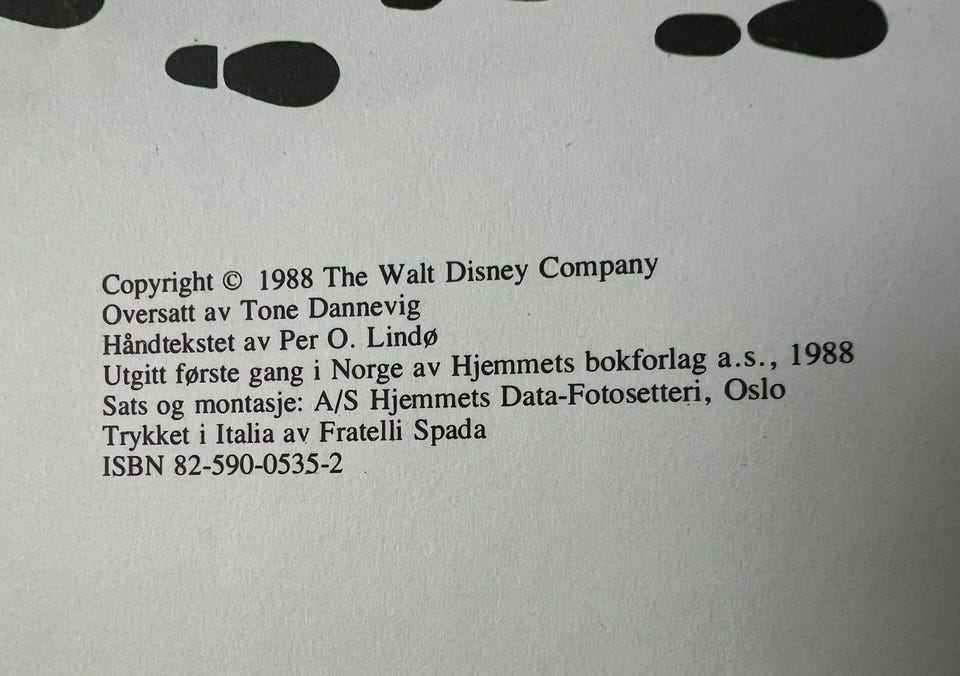 Copyright © 1988 The Walt Disney Company
Oversatt av Tone Dannevig
Håndtekstet av Per O. Lindø
Utgitt første gang i Norge av Hjemmets bokforlag a.s., 1988
Sats og montasje: A/S Hjemmets Data-Fotosetteri, Oslo
Trykket i Italia av Fratelli Spada
ISBN 82-590-0535-2